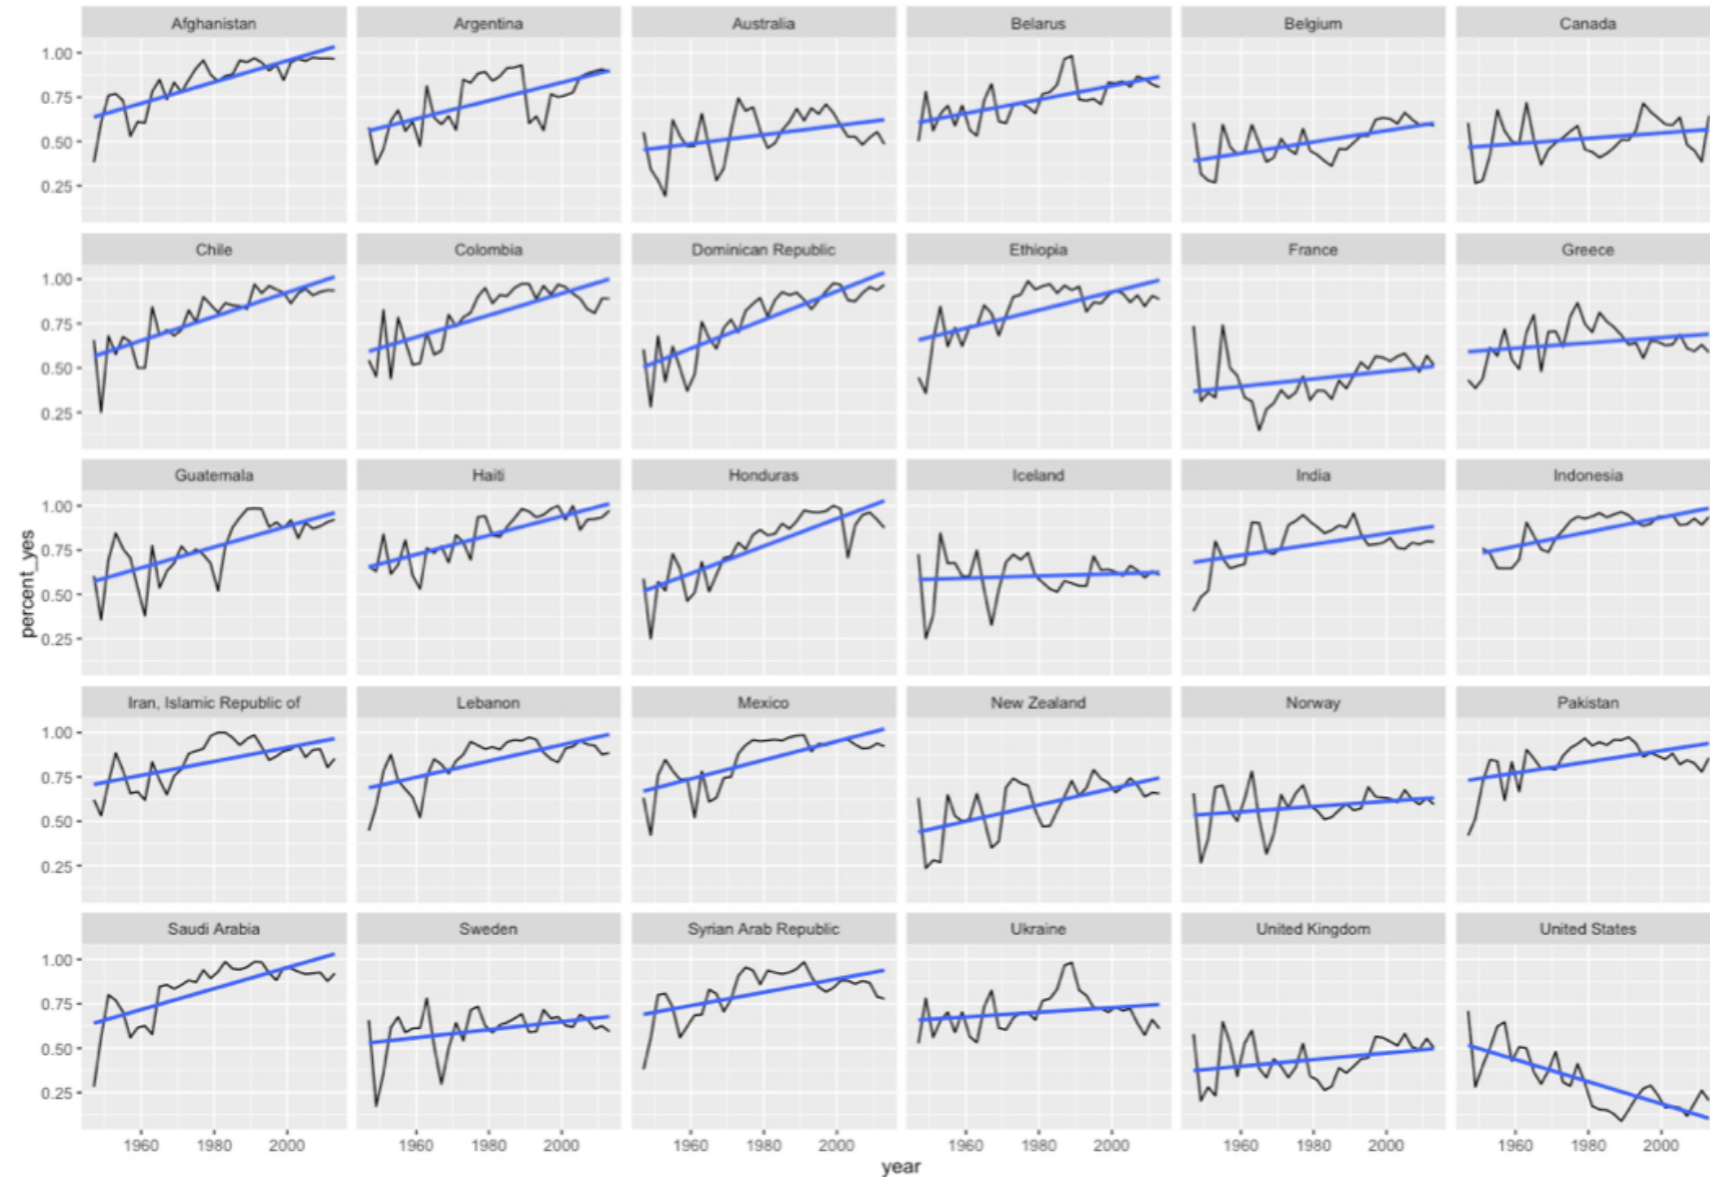 Afghanistan Argentina Australia Belarus Belgium Canada
1.00
0.75
0.50
0.25
Chile Colombia Dominican Republic Ethiopia France Greece
1.00
0.75
0.50
0.25
Guatemala Haiti Honduras Iceland India Indonesia
1.00
0.75
0.50
0.25
percent_yes
Iran, Islamic Republic of Lebanon Mexico New Zealand Norway Pakistan
1.00
0.75
0.50
0.25
Saudi Arabia Sweden Syrian Arab Republic Ukraine United Kingdom United States
1.00
0.75
0.50
0.25
1960 1980 2000 1960 1980 2000 1960 1980 2000 1960 1980 2000 1960 1980 2000 1960 1980 2000
year